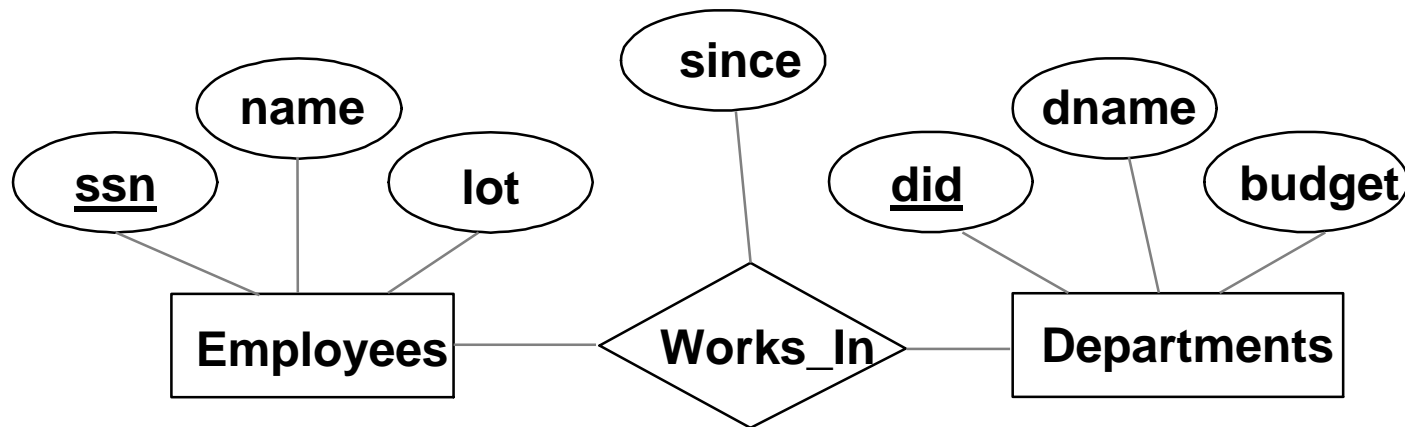 since
name
dname
ssn
lot
did
budget
Employees
Works_In
Departments